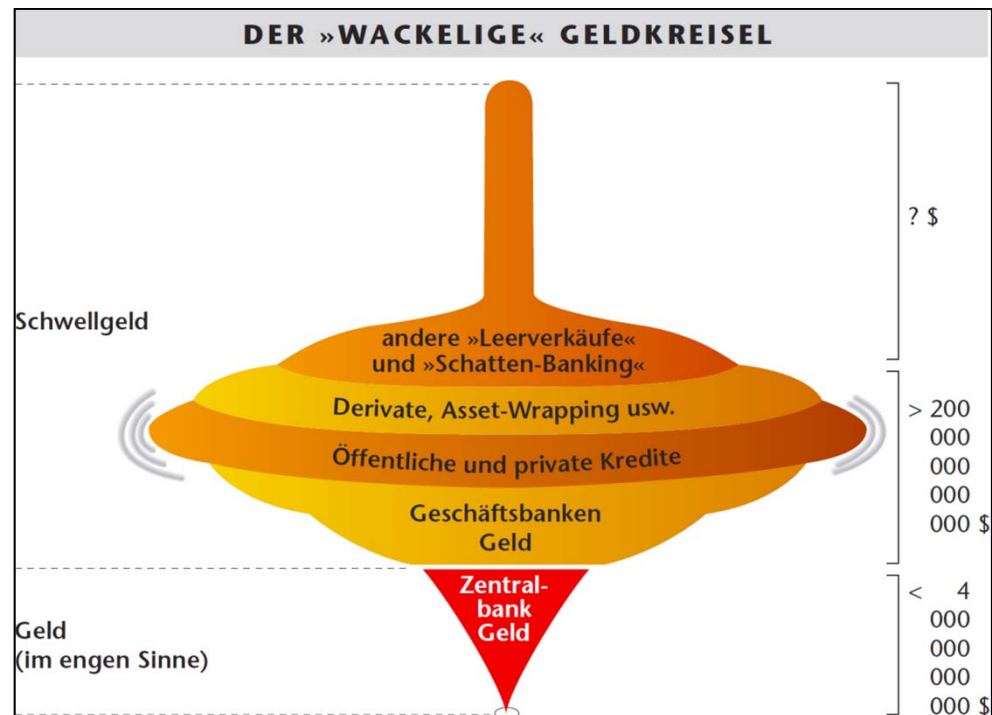 DER »WACKELIGE« GELDKREISEL
? $
Schwellgeld
andere »Leerverkäufe«
und »Schatten-Banking«
Derivate, Asset-Wrapping usw.
Öffentliche und private Kredite
Geschäftsbanken
Geld
> 200
000
000
000
000 $
Zentral-
bank
Geld
Geld
(im engen Sinne)
< 4
000
000
000
000 $